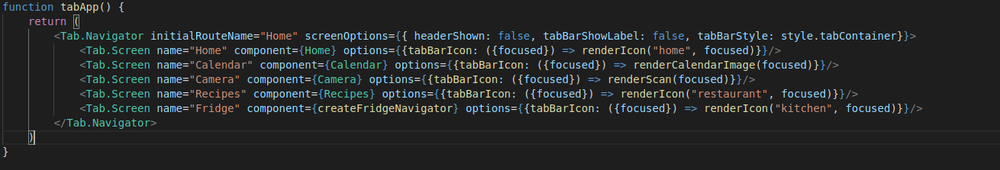 function tabApp() {
    return (
        <Tab.Navigator initialRouteName="Home" screenOptions={{ headerShown: false, tabBarShowLabel: false, tabBarStyle: style.tabContainer}}>
            <Tab.Screen name="Home" component={Home} options={{tabBarIcon: ({focused}) => renderIcon("home", focused)}}/>
            <Tab.Screen name="Calendar" component={Calendar} options={{tabBarIcon: ({focused}) => renderCalendarImage(focused)}}/>
            <Tab.Screen name="Camera" component={Camera} options={{tabBarIcon: ({focused}) => renderScan(focused)}}/>
            <Tab.Screen name="Recipes" component={Recipes} options={{tabBarIcon: ({focused}) => renderIcon("restaurant", focused)}}/>
            <Tab.Screen name="Fridge" component={createFridgeNavigator} options={{tabBarIcon: ({focused}) => renderIcon("kitchen", focused)}}/>
        </Tab.Navigator>
    )
}